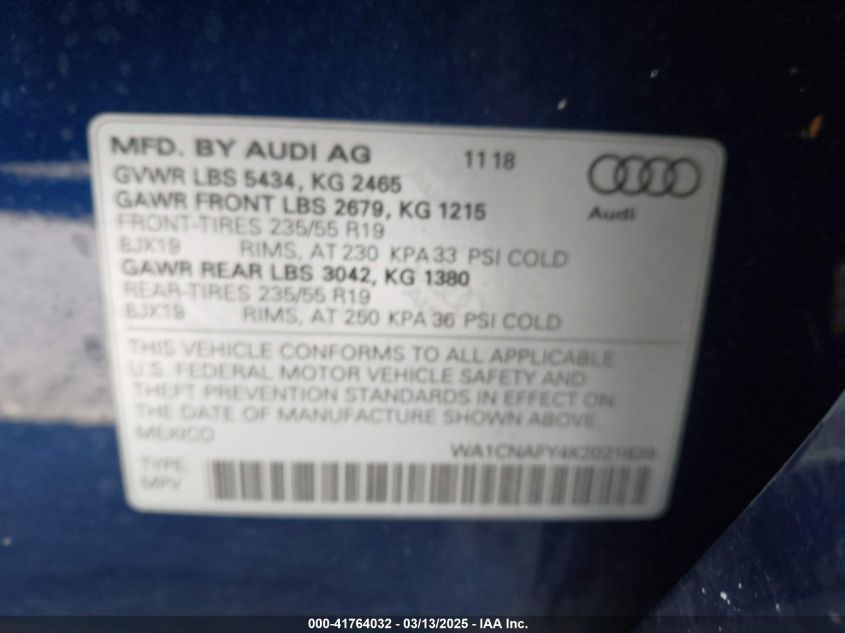 MFD. BY AUDI AG 11 18
GVWR LBS 5434, KG 2465
GAWR FRONT LBS 2679, KG 1215
FRONT-TIRES 235/55 R19
8JX19 RIMS, AT 230 KPA 33 PSI COLD
GAWR REAR LBS 3042, KG 1380
REAR-TIRES 235/55 R19
8JX19 RIMS, AT 250 KPA 36 PSI COLD
Audi
THIS VEHICLE CONFORMS TO ALL APPLICABLE
U.S. FEDERAL MOTOR VEHICLE SAFETY AND
THEFT PREVENTION STANDARDS IN EFFECT ON
THE DATE OF MANUFACTURE SHOWN ABOVE.
MEXICO
TYPE:
MPV
000-41764032 - 03/13/2025 - WA1CNAFY4K2021939 - IAA Inc.